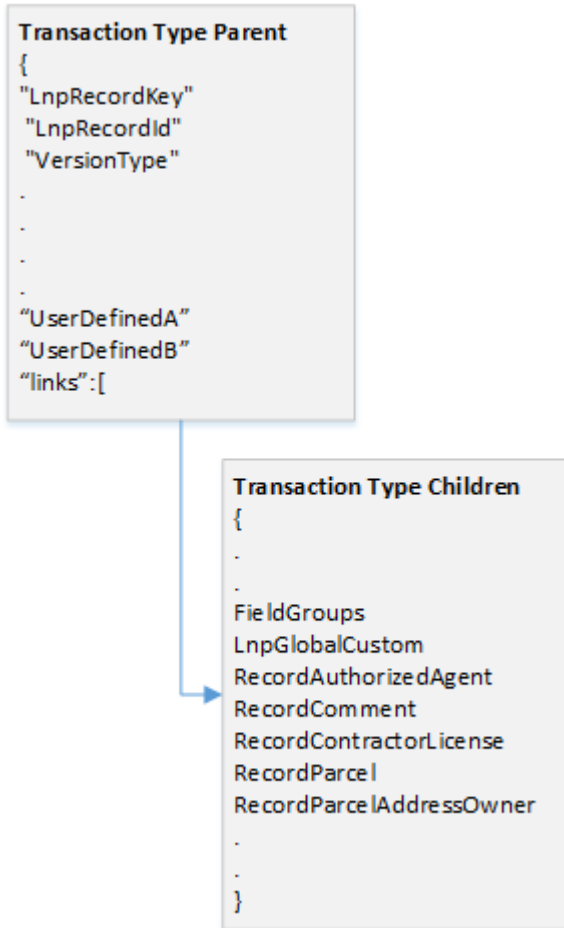 Transaction Type Parent
{
"LnpRecordKey"
"LnpRecordId"
"VersionType"
.
.
.
.
“UserDefinedA”
“UserDefinedB”
“links”:[
Transaction Type Children
{
.
.
FieldGroups
LnpGlobalCustom
RecordAuthorizedAgent
RecordComment
RecordContractorLicense
RecordParcel
RecordParcelAddressOwner
.
.
}